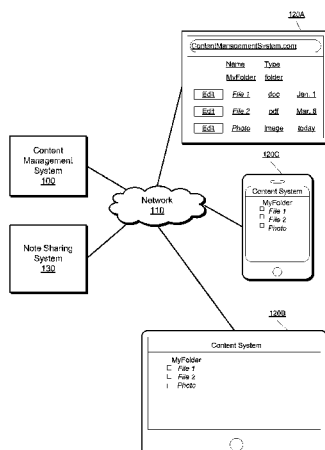 120A
ContentManagementSystem.com
Name Type
MyFolder folder
Edit File 1 doc Jan. 1
Edit File 2 pdf Mar. 8
Edit Photo image today
Content
Management
System
100
Network
110
120C
Content System
MyFolder
File 1
File 2
Photo
Note Sharing
System
130
120B
Content System
MyFolder
File 1
File 2
Photo